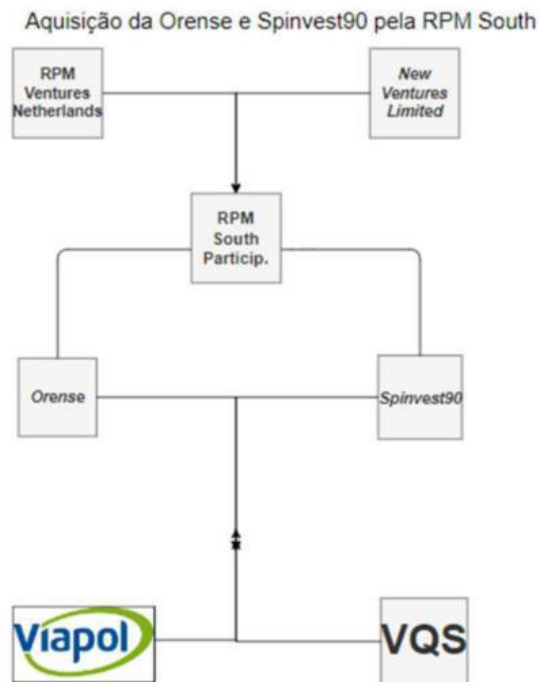 Aquisição da Orense e Spinvest90 pela RPM South
RPM
Ventures
Netherlands
New
Ventures
Limited
RPM
South
Particip.
Orense
Spinvest90
Viapol
VQS